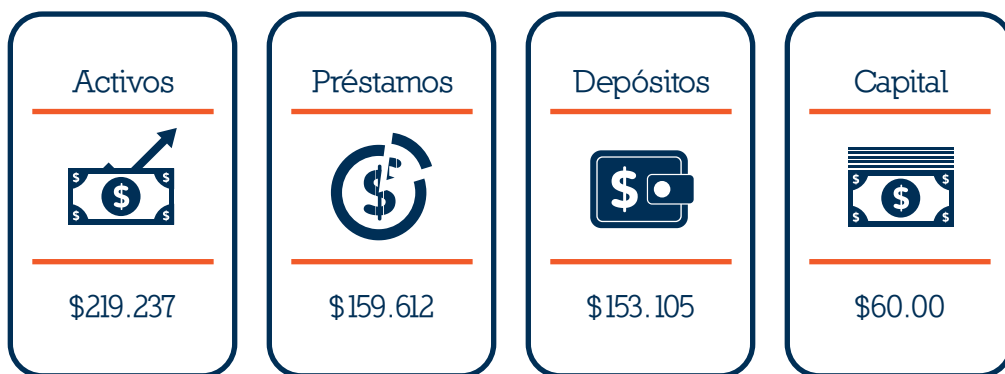 Activos
$219.237
Préstamos
$159.612
Depósitos
$153.105
Capital
$60.00